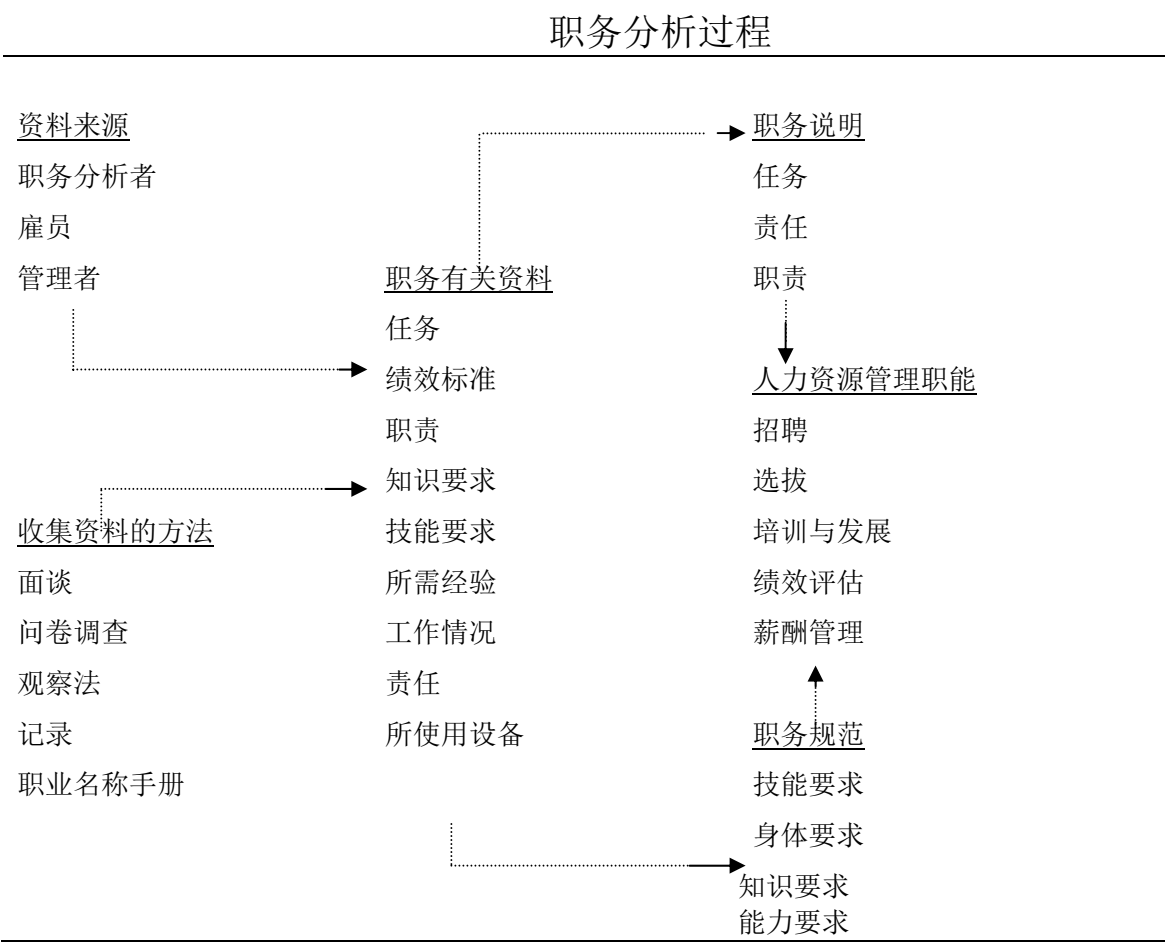 职务分析过程
资料来源
职务分析者
雇员
管理者
收集资料的方法
面谈
问卷调查
观察法
记录
职业名称手册
职务有关资料
任务
绩效标准
职责
知识要求
技能要求
所需经验
工作情况
责任
所使用设备
职务说明
任务
责任
职责
人力资源管理职能
招聘
选拔
培训与发展
绩效评估
薪酬管理
职务规范
技能要求
身体要求
知识要求
能力要求